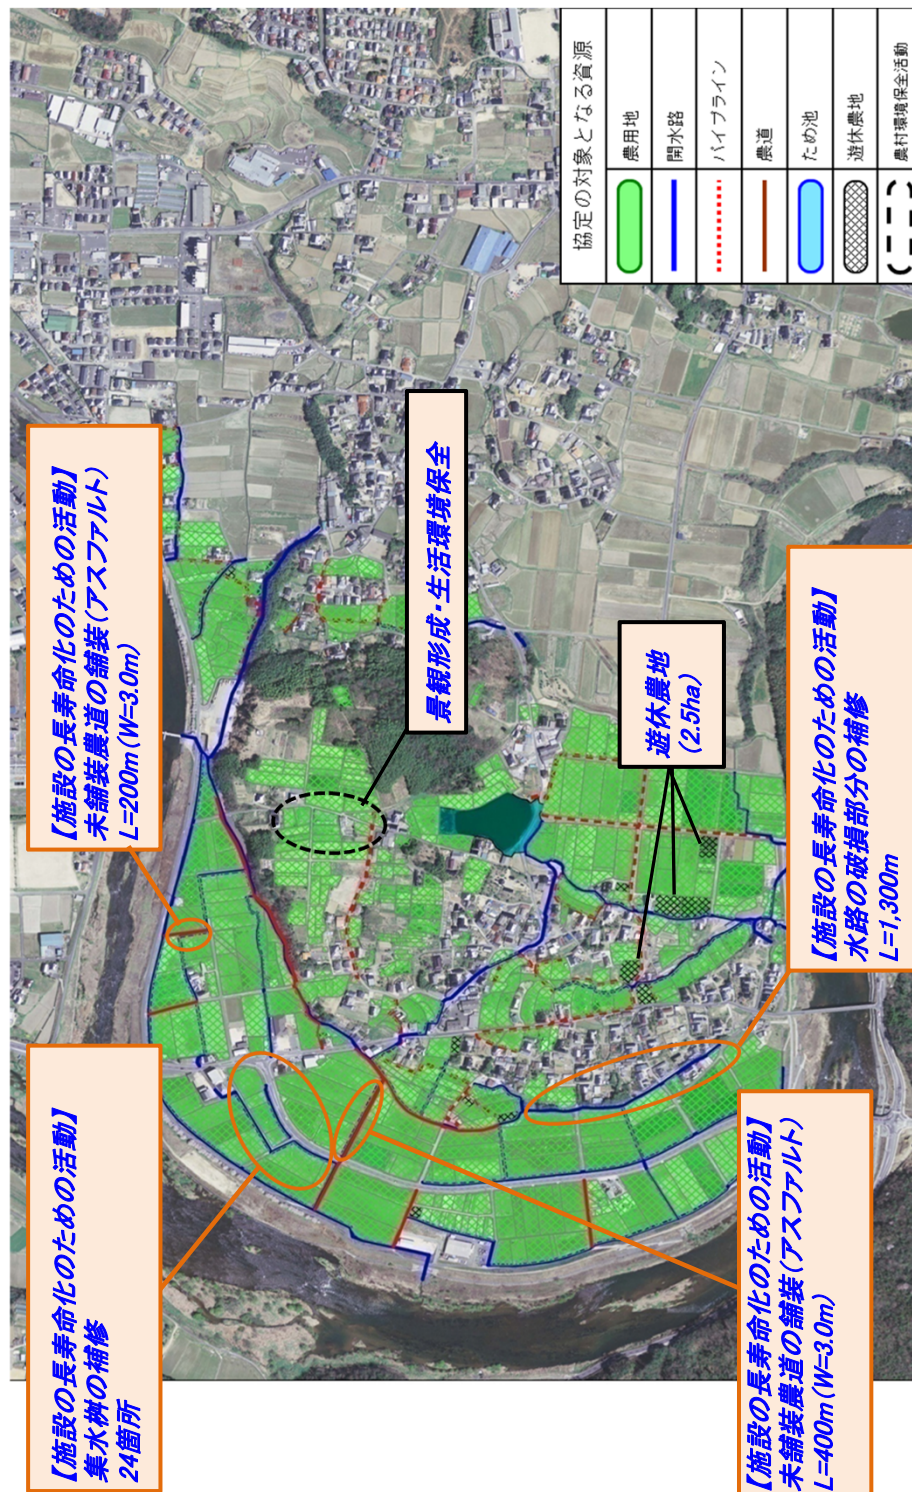 協定の対象となる資源
農用地
開水路
パイプライン
農道
ため池
遊休農地
農村環境保全活動
【施設の長寿命化のための活動】
未舗装農道の舗装(アスファルト)
L=200m(W=3.0m)
景観形成・生活環境保全
遊休農地
(2.5ha)
【施設の長寿命化のための活動】
水路の破損部分の補修
L=1,300m
【施設の長寿命化のための活動】
集水桝の補修
24箇所
【施設の長寿命化のための活動】
未舗装農道の舗装(アスファルト)
L=400m(W=3.0m)